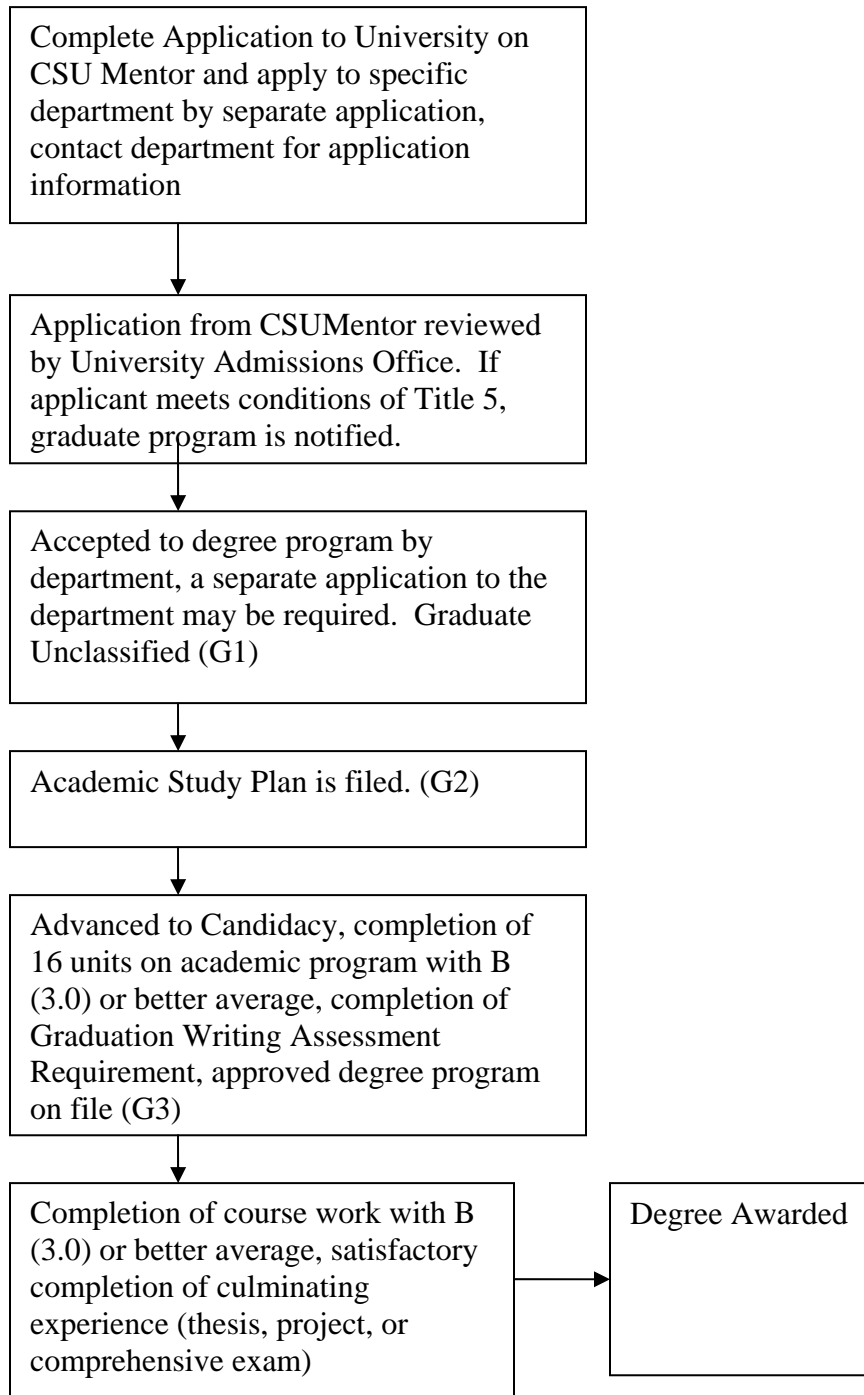 Complete Application to University on
CSU Mentor and apply to specific
department by separate application,
contact department for application
information
Application from CSUMentor reviewed
by University Admissions Office.  If
applicant meets conditions of Title 5,
graduate program is notified.
Accepted to degree program by
department, a separate application to the
department may be required.  Graduate
Unclassified (G1)
Academic Study Plan is filed. (G2)
Advanced to Candidacy, completion of
16 units on academic program with B
(3.0) or better average, completion of
Graduation Writing Assessment
Requirement, approved degree program
on file (G3)
Completion of course work with B
(3.0) or better average, satisfactory
completion of culminating
experience (thesis, project, or
comprehensive exam)
Degree Awarded